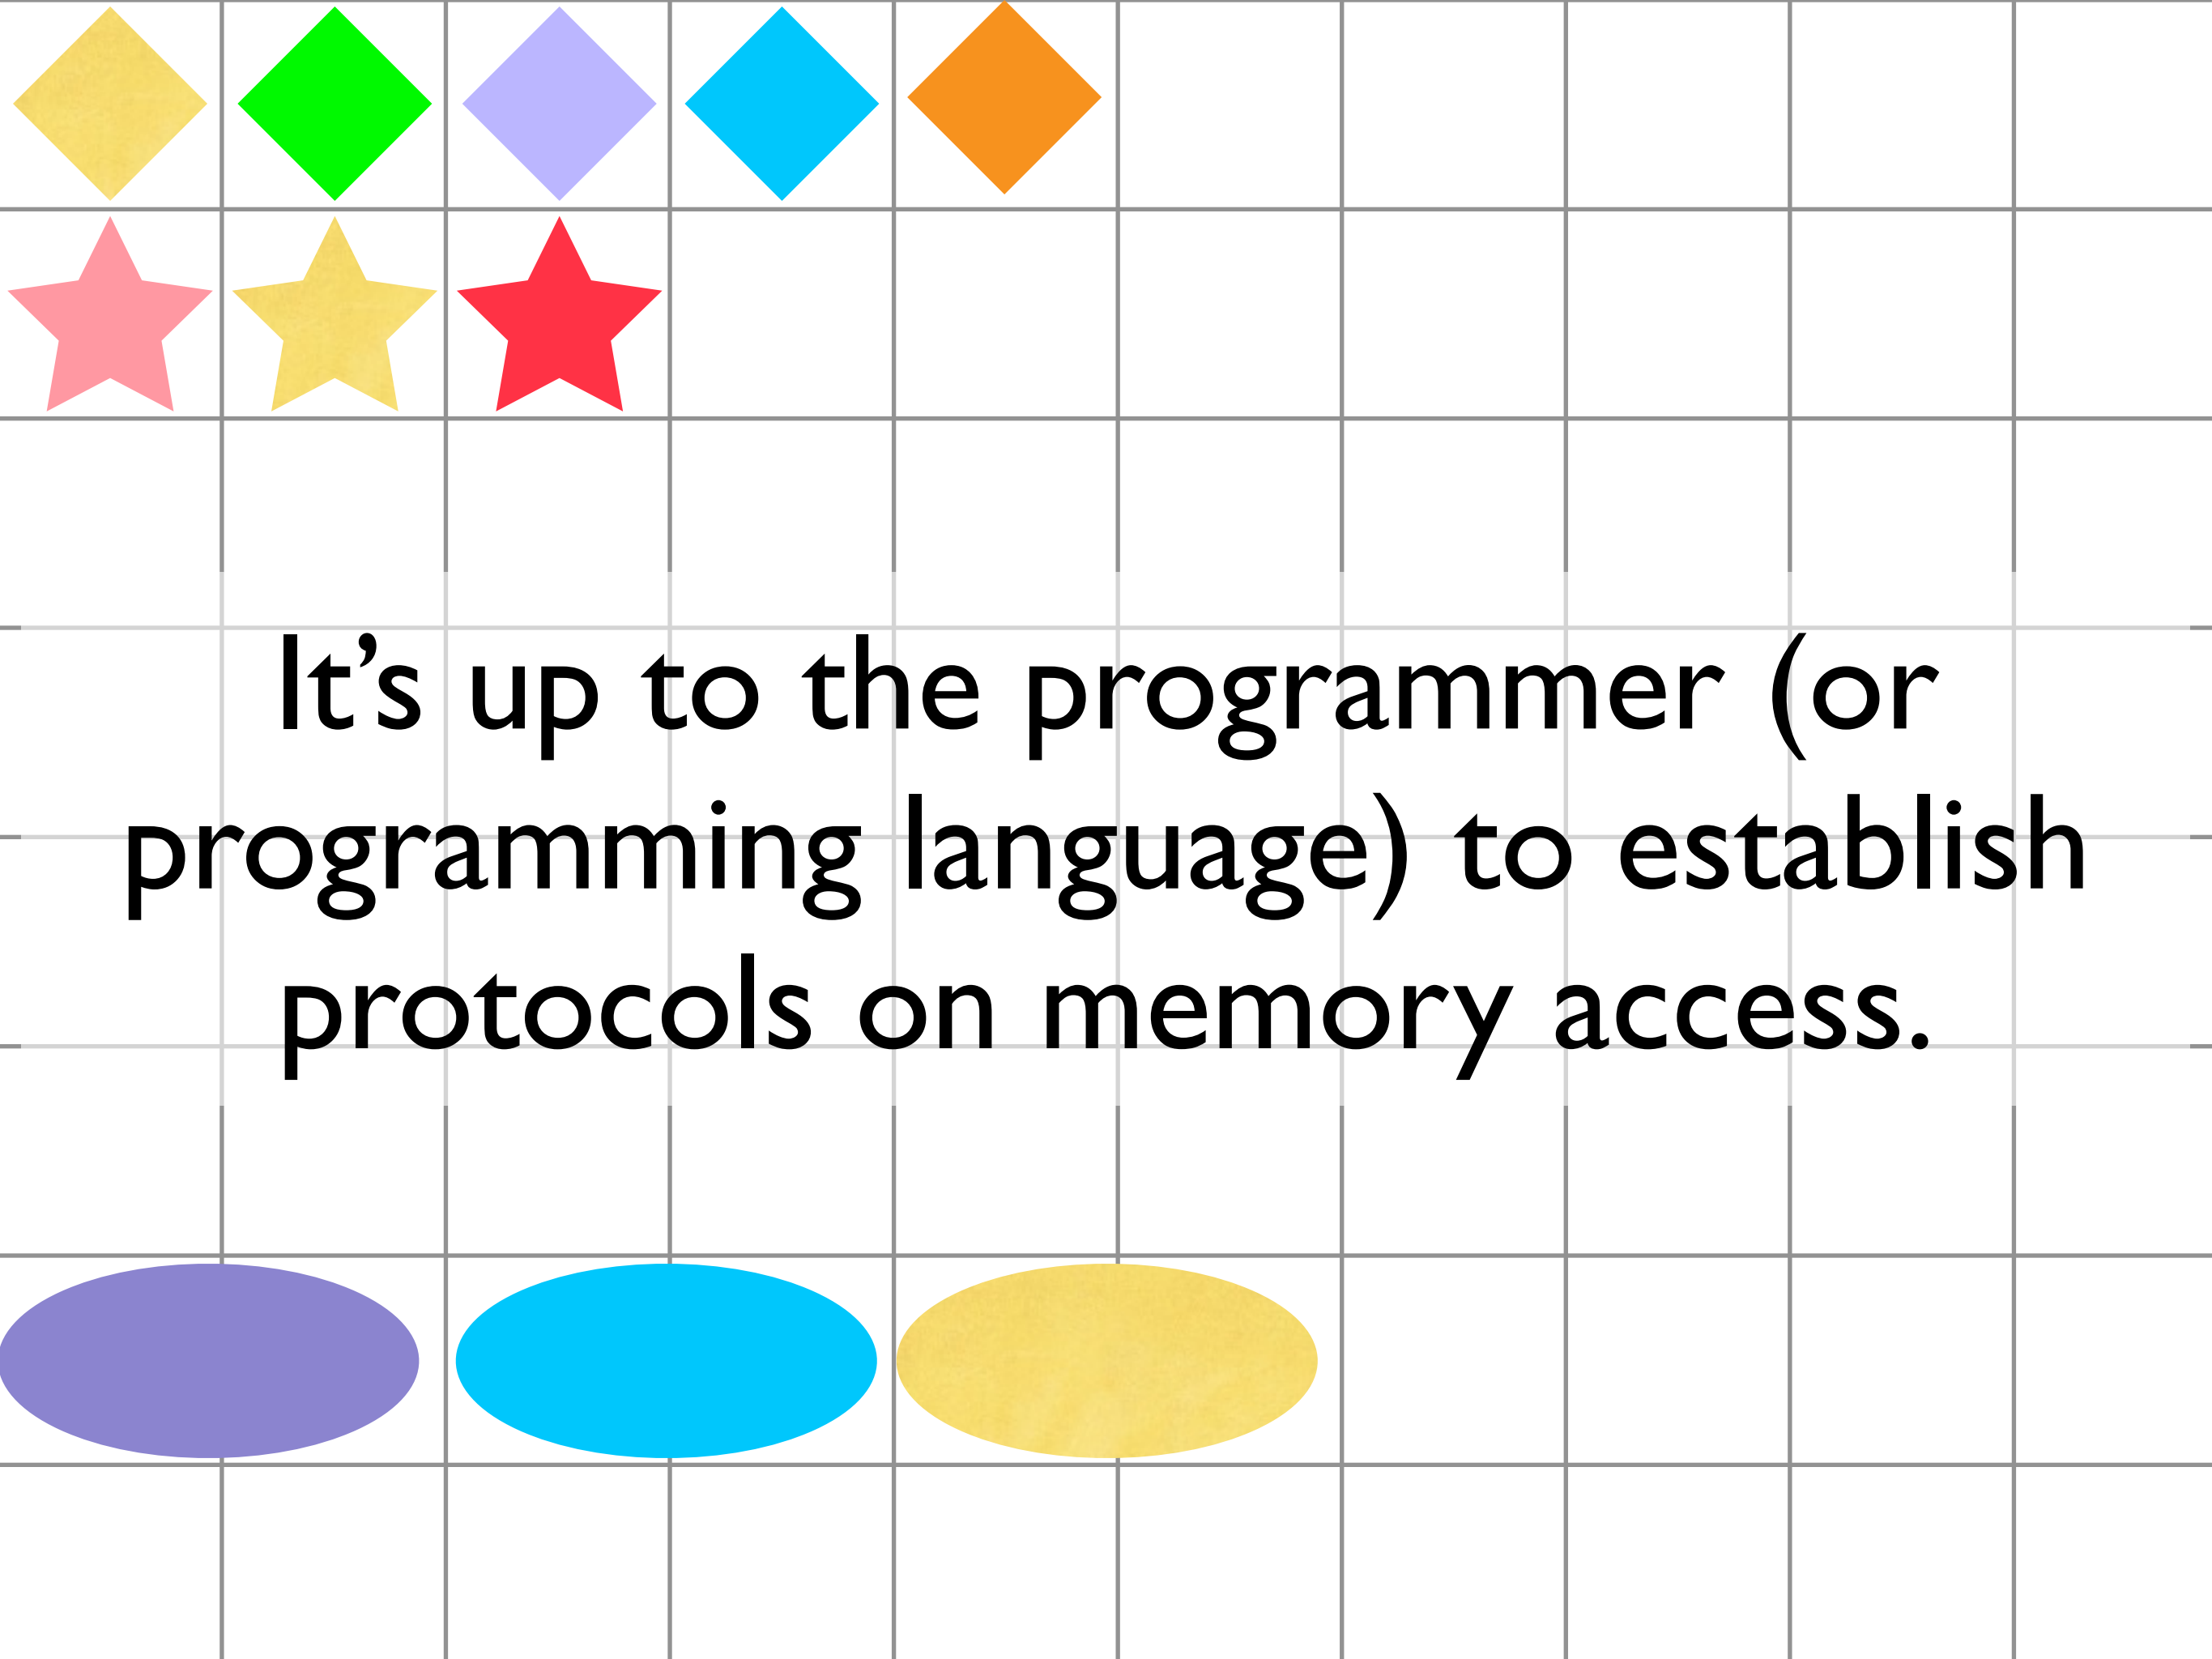 It’s up to the programmer (or
programming language) to establish
protocols on memory access.